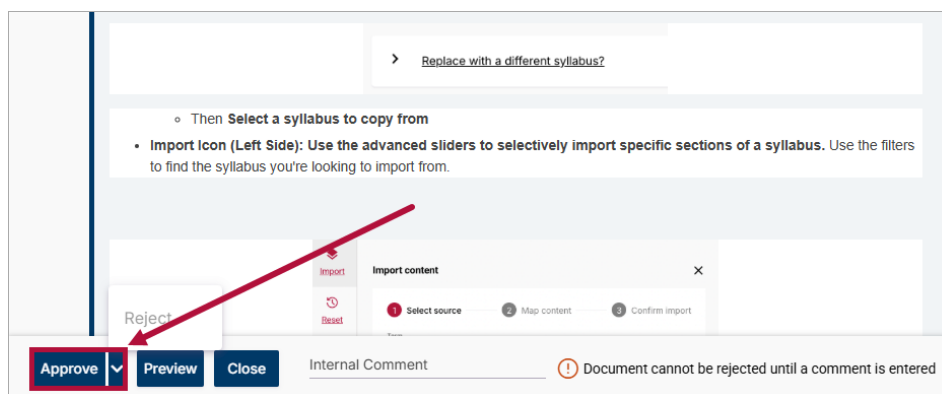 Replace with a different syllabus?
Then Select a syllabus to copy from
Import Icon (Left Side): Use the advanced sliders to selectively import specific sections of a syllabus. Use the filters
to find the syllabus you're looking to import from.
Import
Import content
Reset
1 Select source
2 Map content
3 Confirm import
Reject
Approve
Preview
Close
Internal Comment
Document cannot be rejected until a comment is entered